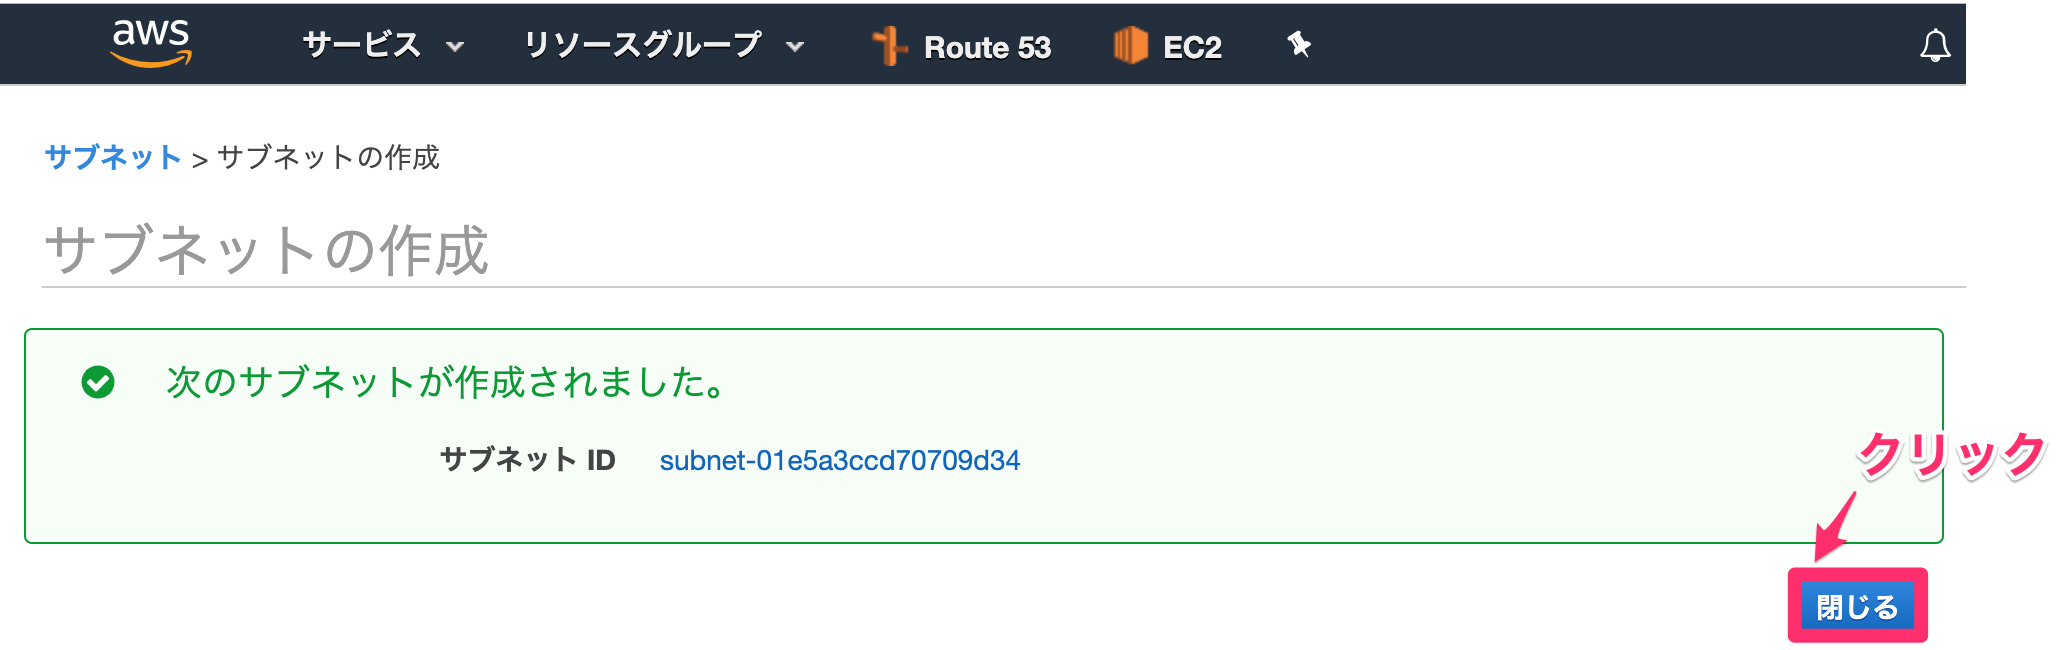 aws サービス リソースグループ Route 53 EC2
サブネット > サブネットの作成
サブネットの作成
次のサブネットが作成されました。
サブネット ID subnet-01e5a3ccd70709d34
クリック
閉じる